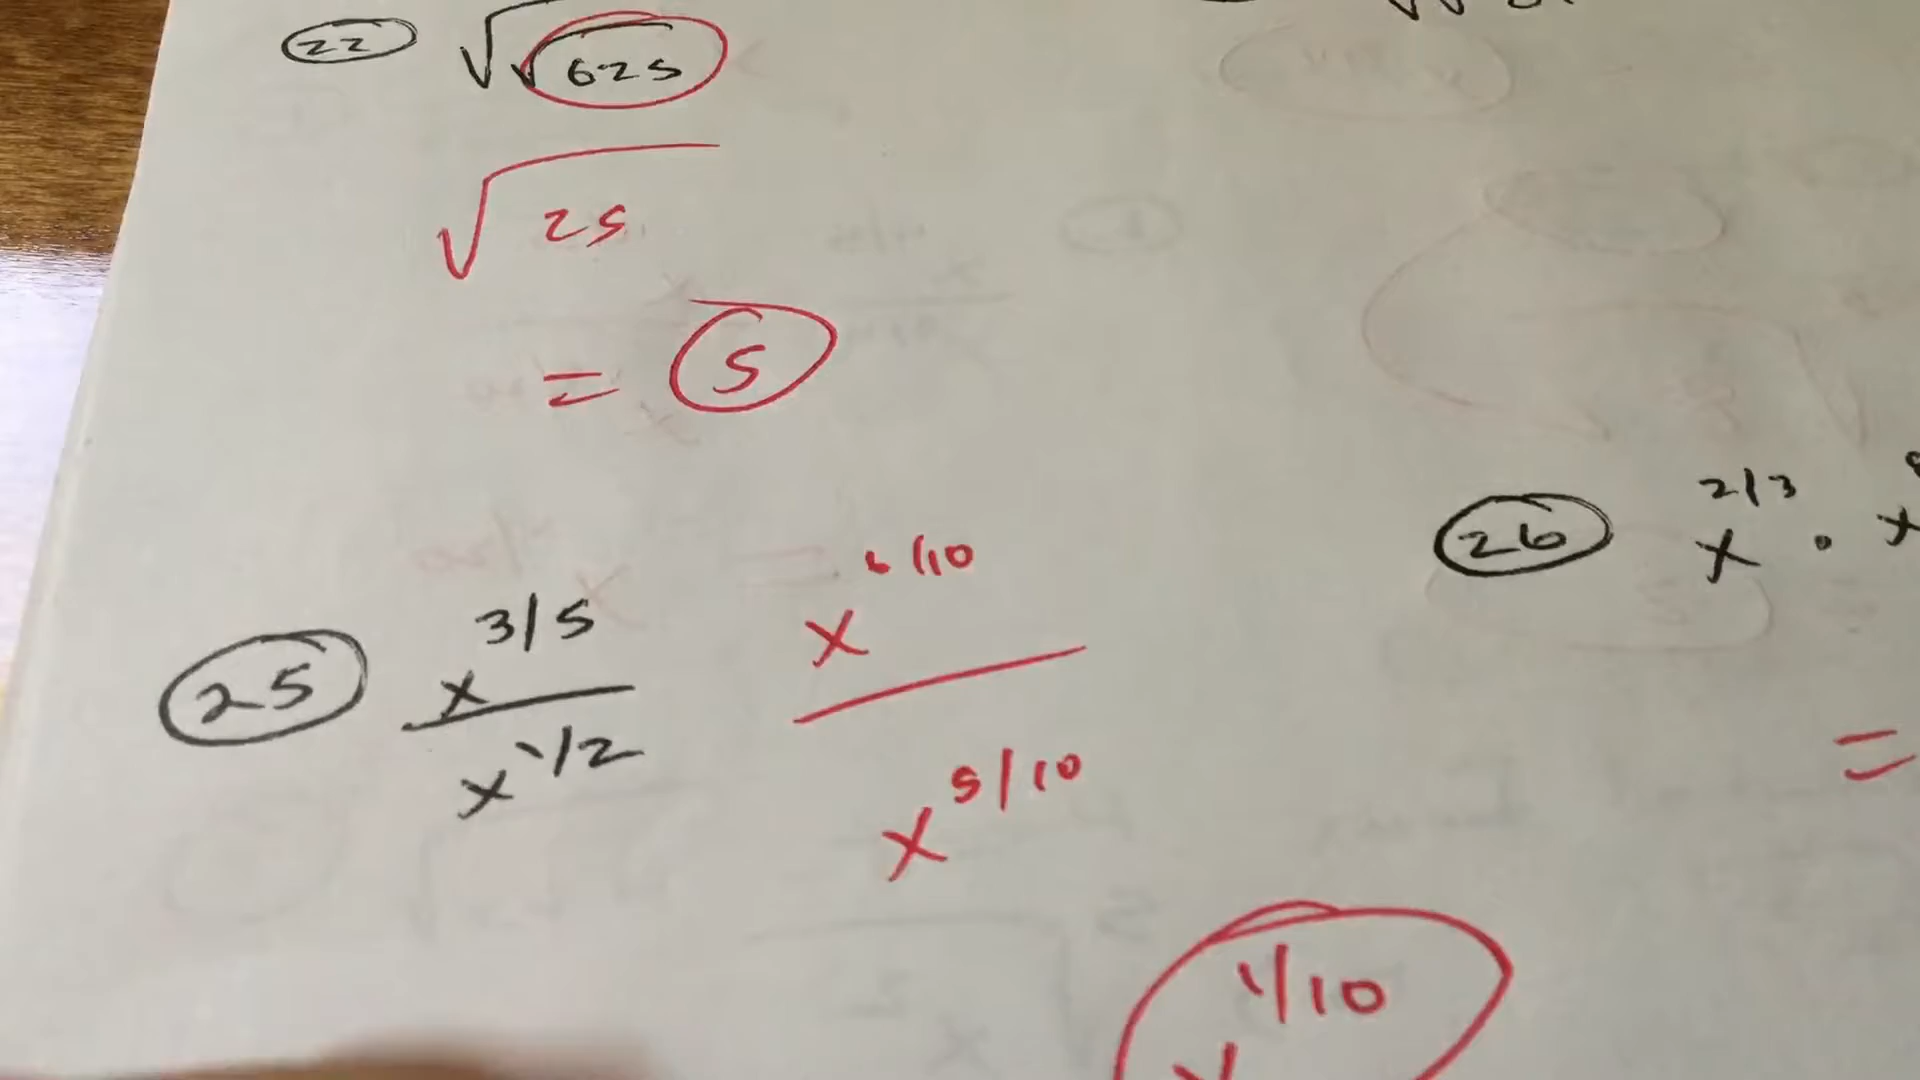 22 √√625
√25
= 5
25 x^3/5 / x^1/2
x^6/10 / x^5/10
x^1/10
26 x^2/3 · x
=